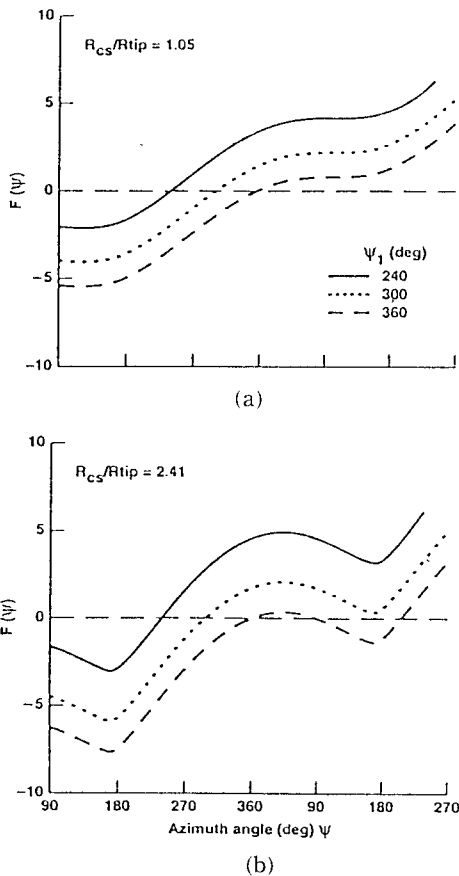 10
R_cs/Rtip = 1.05
5
F (ψ)
0
ψ_1 (deg)
240
-5
300
360
-10
(a)
10
R_cs/Rtip = 2.41
5
F (ψ)
0
-5
-10
90 180 270 360 90 180 270
Azimuth angle (deg) ψ
(b)